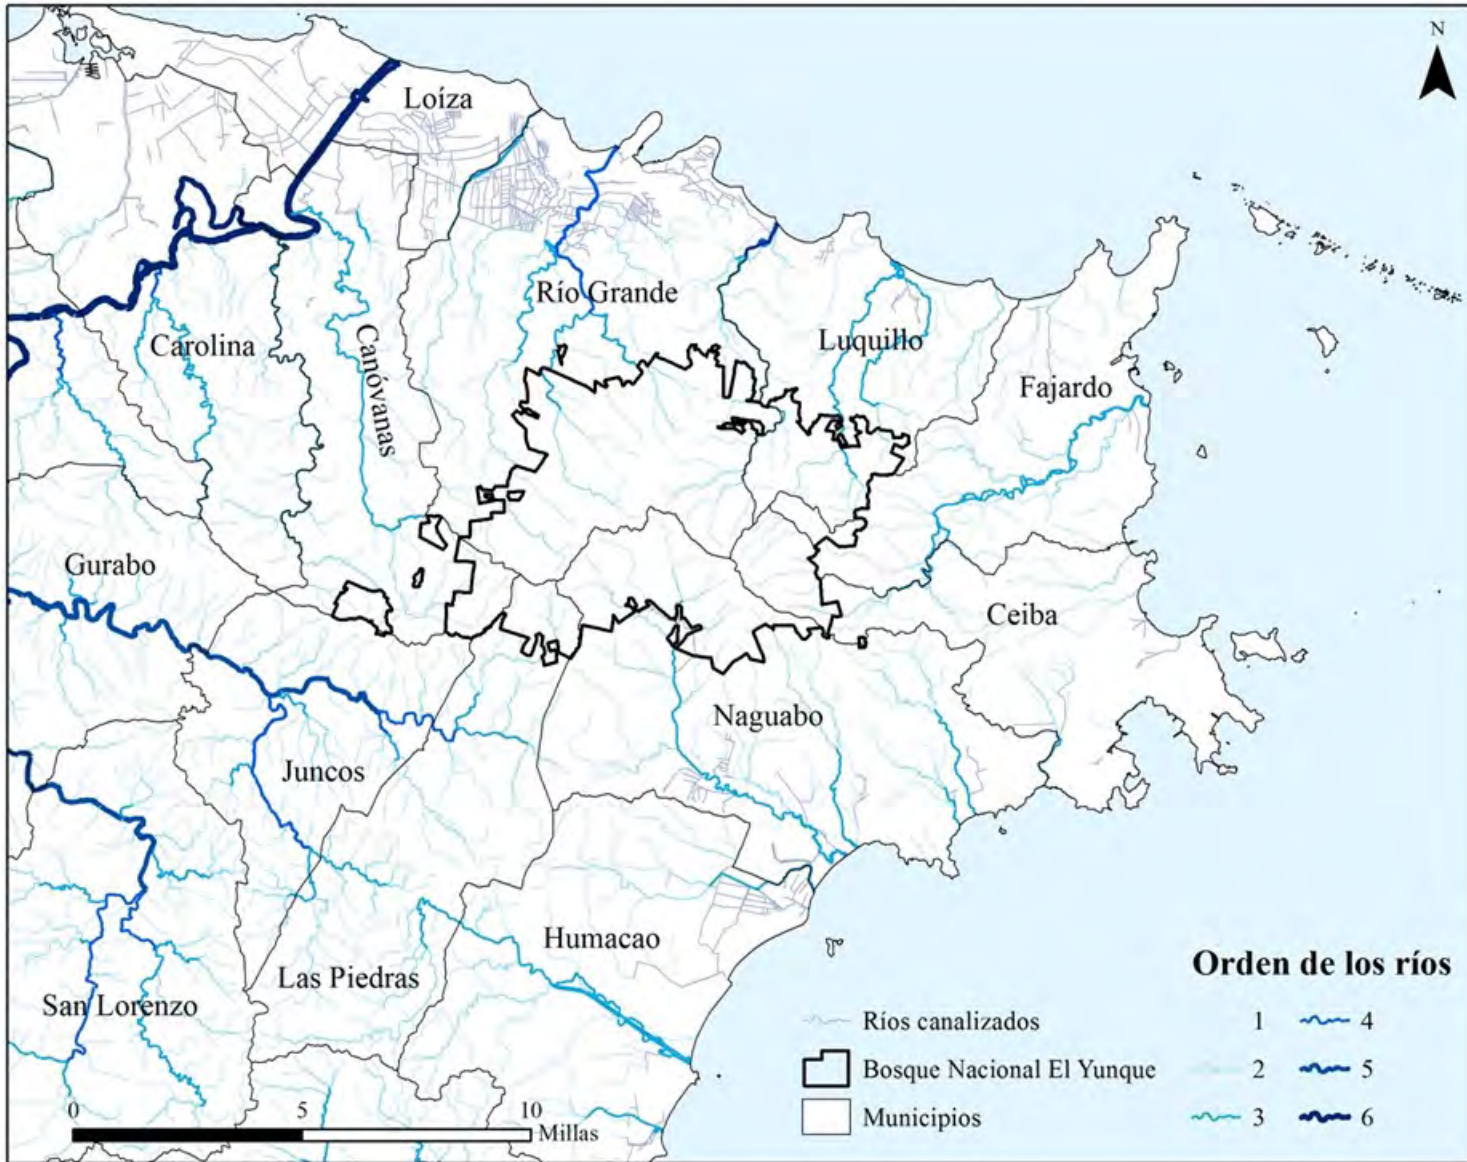 N
Loíza
Río Grande
Carolina
Canóvanas
Luquillo
Fajardo
Gurabo
Ceiba
Naguabo
Juncos
Humacao
Las Piedras
San Lorenzo
Orden de los ríos
Ríos canalizados
Bosque Nacional El Yunque
Municipios
1
2
3
4
5
6
0 5 10
Millas